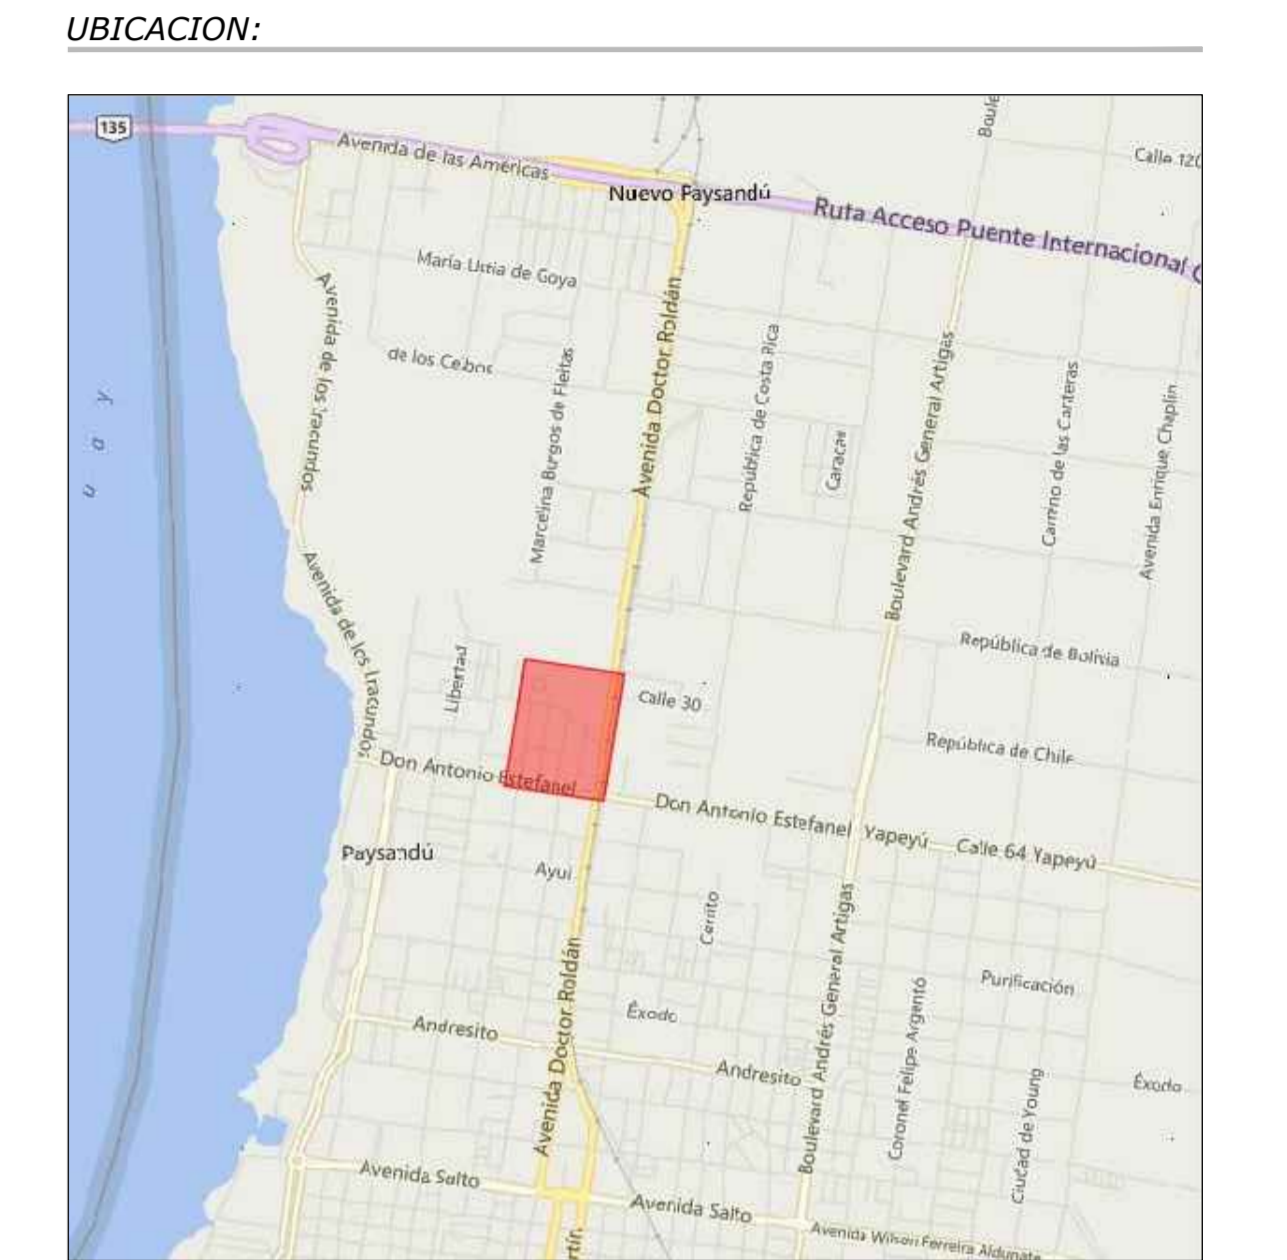 UBICACION:
135
Boule
Avenida de las Américas
Calle 120
Nuevo Paysandú
Ruta Acceso Puente Internacional G
María Ustia de Goya
Avenida de los Iracundos
de los Ceibos
Marcelina Burgos de Fleitas
Avenida Doctor Roldán
República de Costa Rica
Caracas
Boulevard Andrés General Artigas
Camino de las Canteras
Avenida Enrique Chaplin
u a y
Avenida de los Iracundos
Libertad
República de Bolivia
Calle 30
República de Chile
Don Antonio Estefanel
Don Antonio Estefanel
Yapeyú
Calle 64 Yapeyú
Paysandú
Ayui
Cerrito
Boulevard Andrés General Artigas
Avenida Doctor Roldán
Purificación
Coronel Felipe Argentó
Éxodo
Andresito
Andresito
Éxodo
Ciudad de Young
Avenida Salto
Avenida Salto
Avenida Wilson Ferreira Aldunate
rtín